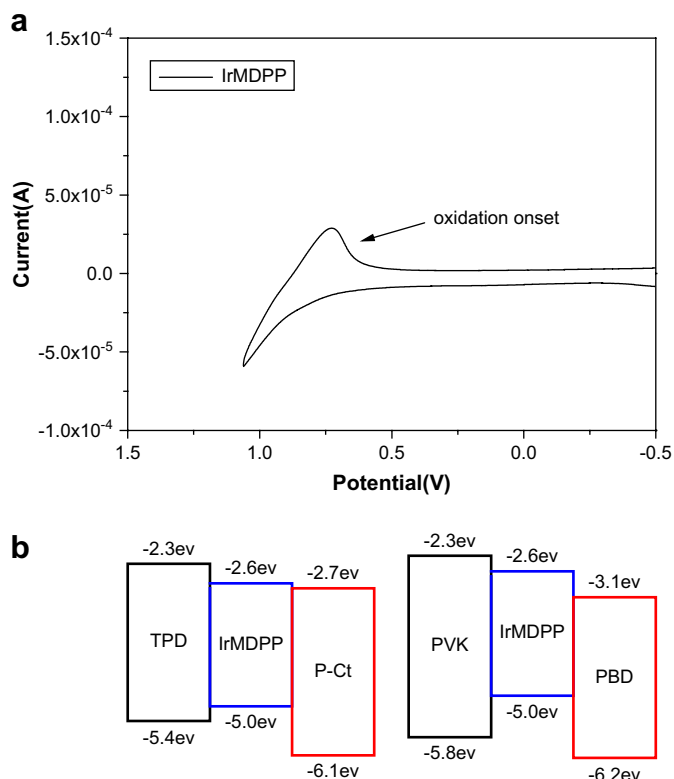 a
1.5x10-4
IrMDPP
1.0x10-4
5.0x10-5
oxidation onset
Current(A)
0.0
-5.0x10-5
-1.0x10-4
1.5 1.0 0.5 0.0 -0.5
Potential(V)
b
-2.3ev -2.6ev -2.7ev -2.3ev -2.6ev -3.1ev
TPD IrMDPP P-Ct PVK IrMDPP PBD
-5.4ev -5.0ev -6.1ev -5.8ev -5.0ev -6.2ev